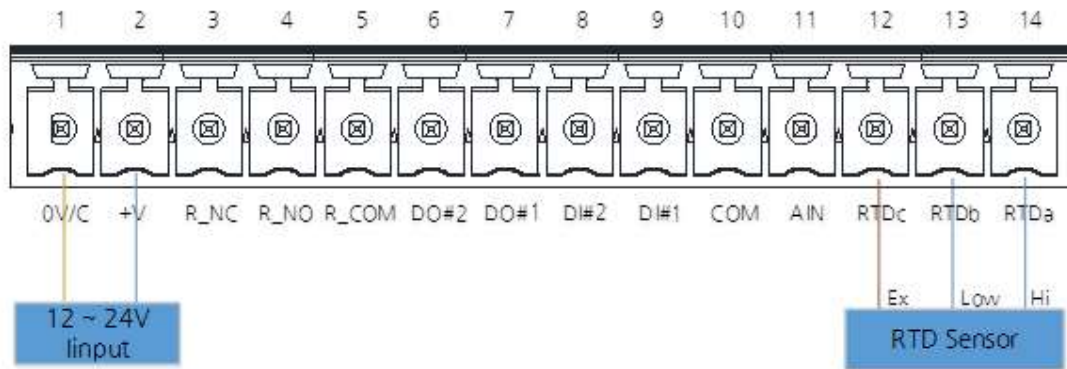 1 2 3 4 5 6 7 8 9 10 11 12 13 14
0V/C +V R_NC R_NO R_COM DO#2 DO#1 DI#2 DI#1 COM AIN RTDc RTDb RTDa
Ex Low Hi
12 ~ 24V
Iinput
RTD Sensor